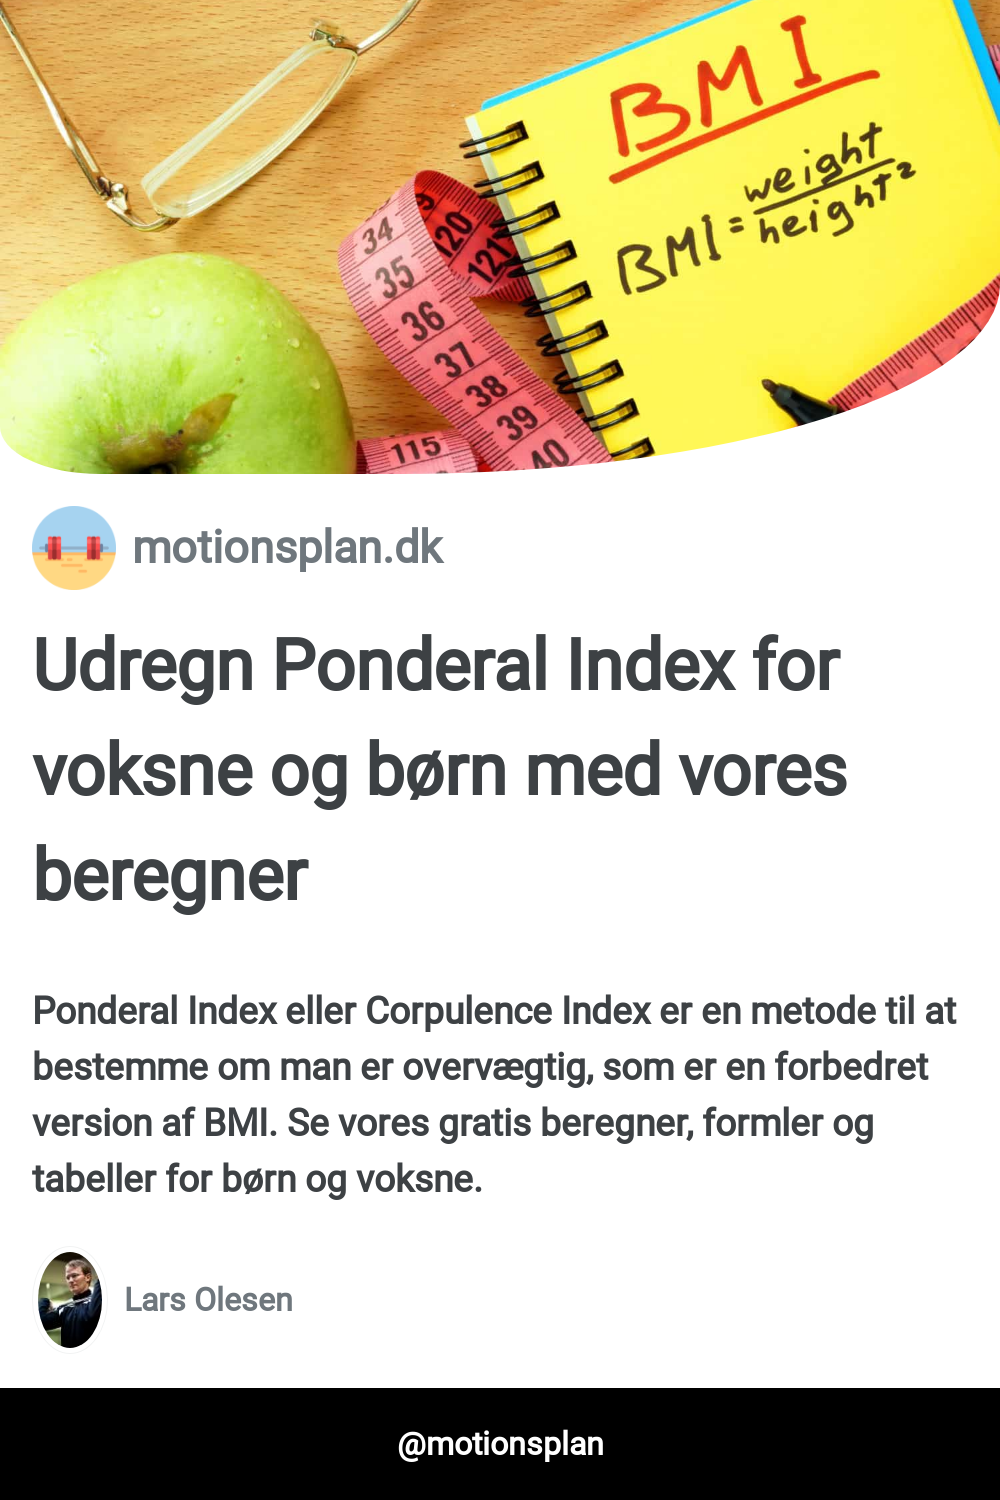 BMI
BMI = weight
height²
9
120
121
34
35
36
37
38
39
40
115
motionsplan.dk
Udregn Ponderal Index for
voksne og børn med vores
beregner
Ponderal Index eller Corpulence Index er en metode til at
bestemme om man er overvægtig, som er en forbedret
version af BMI. Se vores gratis beregner, formler og
tabeller for børn og voksne.
Lars Olesen
@motionsplan